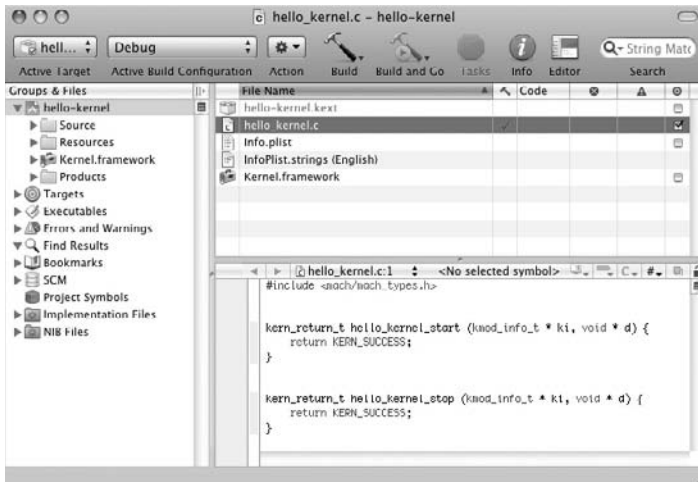 hello_kernel.c – hello-kernel
hell...
Debug
String Matc
Active Target
Active Build Configuration
Action
Build
Build and Go
Tasks
Info
Editor
Search
Groups & Files
hello-kernel
Source
Resources
Kernel.framework
Products
Targets
Executables
Errors and Warnings
Find Results
Bookmarks
SCM
Project Symbols
Implementation Files
NIB Files
File Name
Code
hello-kernel.kext
hello_kernel.c
Info.plist
InfoPlist.strings (English)
Kernel.framework
hello_kernel.c:1
<No selected symbol>
C
#
#include <mach/mach_types.h>
kern_return_t hello_kernel_start (kmod_info_t * ki, void * d) {
return KERN_SUCCESS;
}
kern_return_t hello_kernel_stop (kmod_info_t * ki, void * d) {
return KERN_SUCCESS;
}